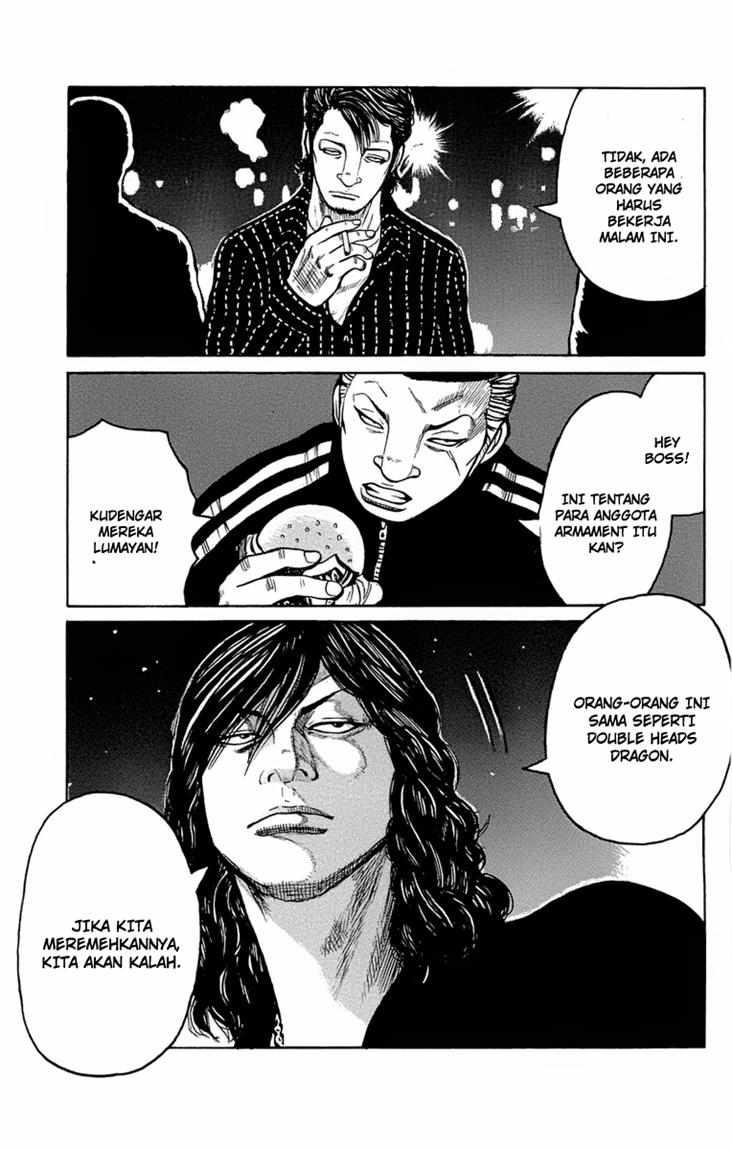 TIDAK, ADA
BEBERAPA
ORANG YANG
HARUS
BEKERJA
MALAM INI.
HEY
BOSS!
INI TENTANG
PARA ANGGOTA
ARMAMENT ITU
KAN?
KUDENGAR
MEREKA
LUMAYAN!
ORANG-ORANG INI
SAMA SEPERTI
DOUBLE HEADS
DRAGON.
JIKA KITA
MEREMEHKANNYA,
KITA AKAN KALAH.